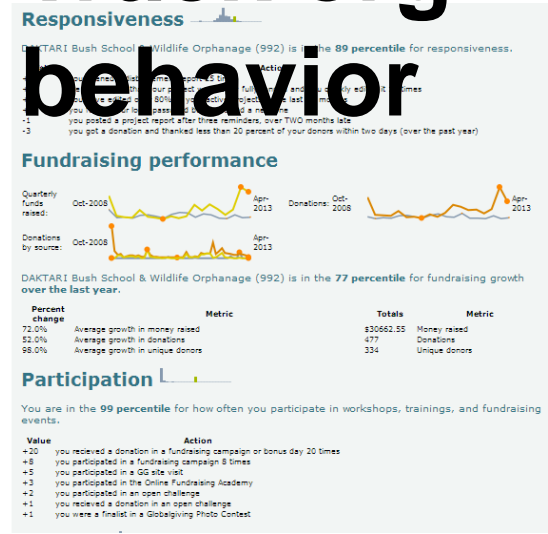 Responsiveness
DAKTARI Bush School & Wildlife Orphanage (992) is in the 89 percentile for responsiveness.
behavior
-1 you posted a project report after three reminders, over TWO months late
-3 you got a donation and thanked less than 20 percent of your donors within two days (over the past year)
Fundraising performance
Quarterly funds raised: Oct-2008 Apr-2013 Donations: Oct-2008 Apr-2013
Donations by source: Oct-2008 Apr-2013
DAKTARI Bush School & Wildlife Orphanage (992) is in the 77 percentile for fundraising growth
over the last year.
Percent change Metric Totals Metric
72.0% Average growth in money raised $30662.55 Money raised
52.0% Average growth in donations 477 Donations
98.0% Average growth in unique donors 334 Unique donors
Participation
You are in the 99 percentile for how often you participate in workshops, trainings, and fundraising
events.
Value Action
+20 you recieved a donation in a fundraising campaign or bonus day 20 times
+8 you participated in a fundraising campaign 8 times
+5 you participated in a GG site visit
+3 you participated in the Online Fundraising Academy
+2 you participated in an open challenge
+1 you recieved a donation in an open challenge
+1 you were a finalist in a Globalgiving Photo Contest